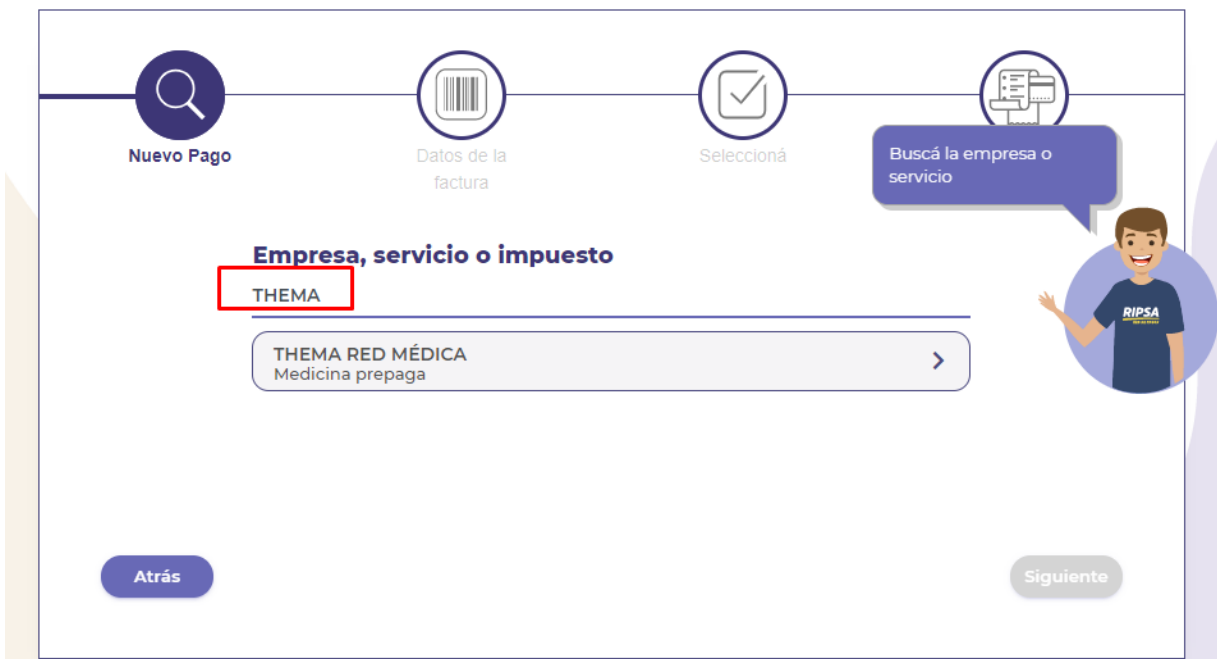 Nuevo Pago
Datos de la
factura
Seleccioná
Buscá la empresa o
servicio
Empresa, servicio o impuesto
THEMA
RIPSA
THEMA RED MÉDICA
Medicina prepaga
Atrás
Siguiente